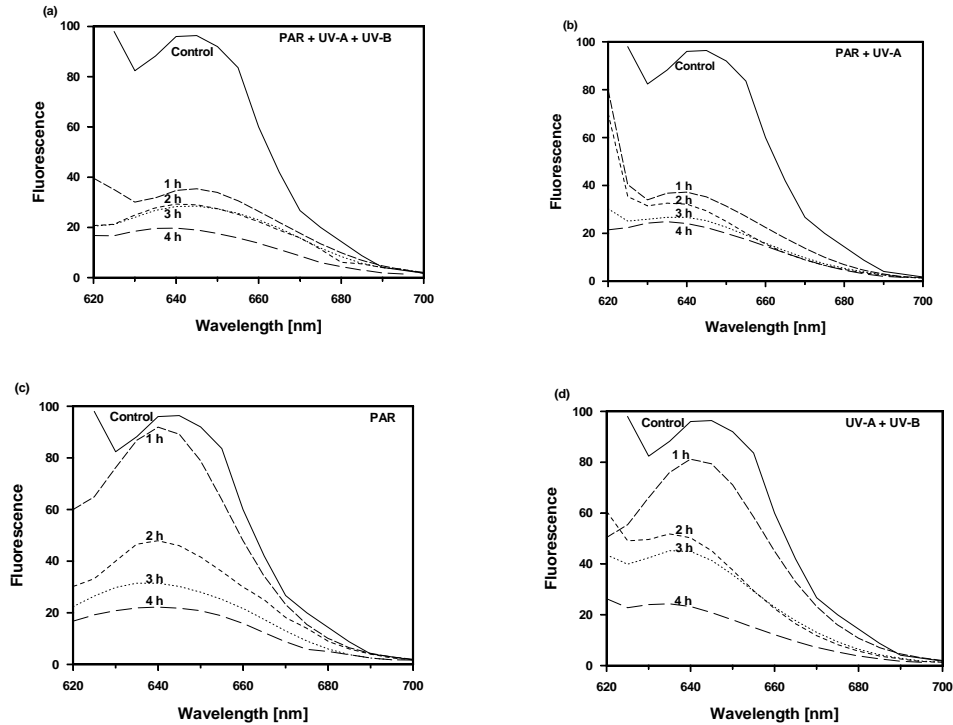 (a)
PAR + UV-A + UV-B
Control
1 h
2 h
3 h
4 h
Fluorescence
100
80
60
40
20
0
620 640 660 680 700
Wavelength [nm]
(b)
PAR + UV-A
Control
1 h
2 h
3 h
4 h
Fluorescence
100
80
60
40
20
0
620 640 660 680 700
Wavelength [nm]
(c)
PAR
Control
1 h
2 h
3 h
4 h
Fluorescence
100
80
60
40
20
0
620 640 660 680 700
Wavelength [nm]
(d)
UV-A + UV-B
Control
1 h
2 h
3 h
4 h
Fluorescence
100
80
60
40
20
0
620 640 660 680 700
Wavelength [nm]